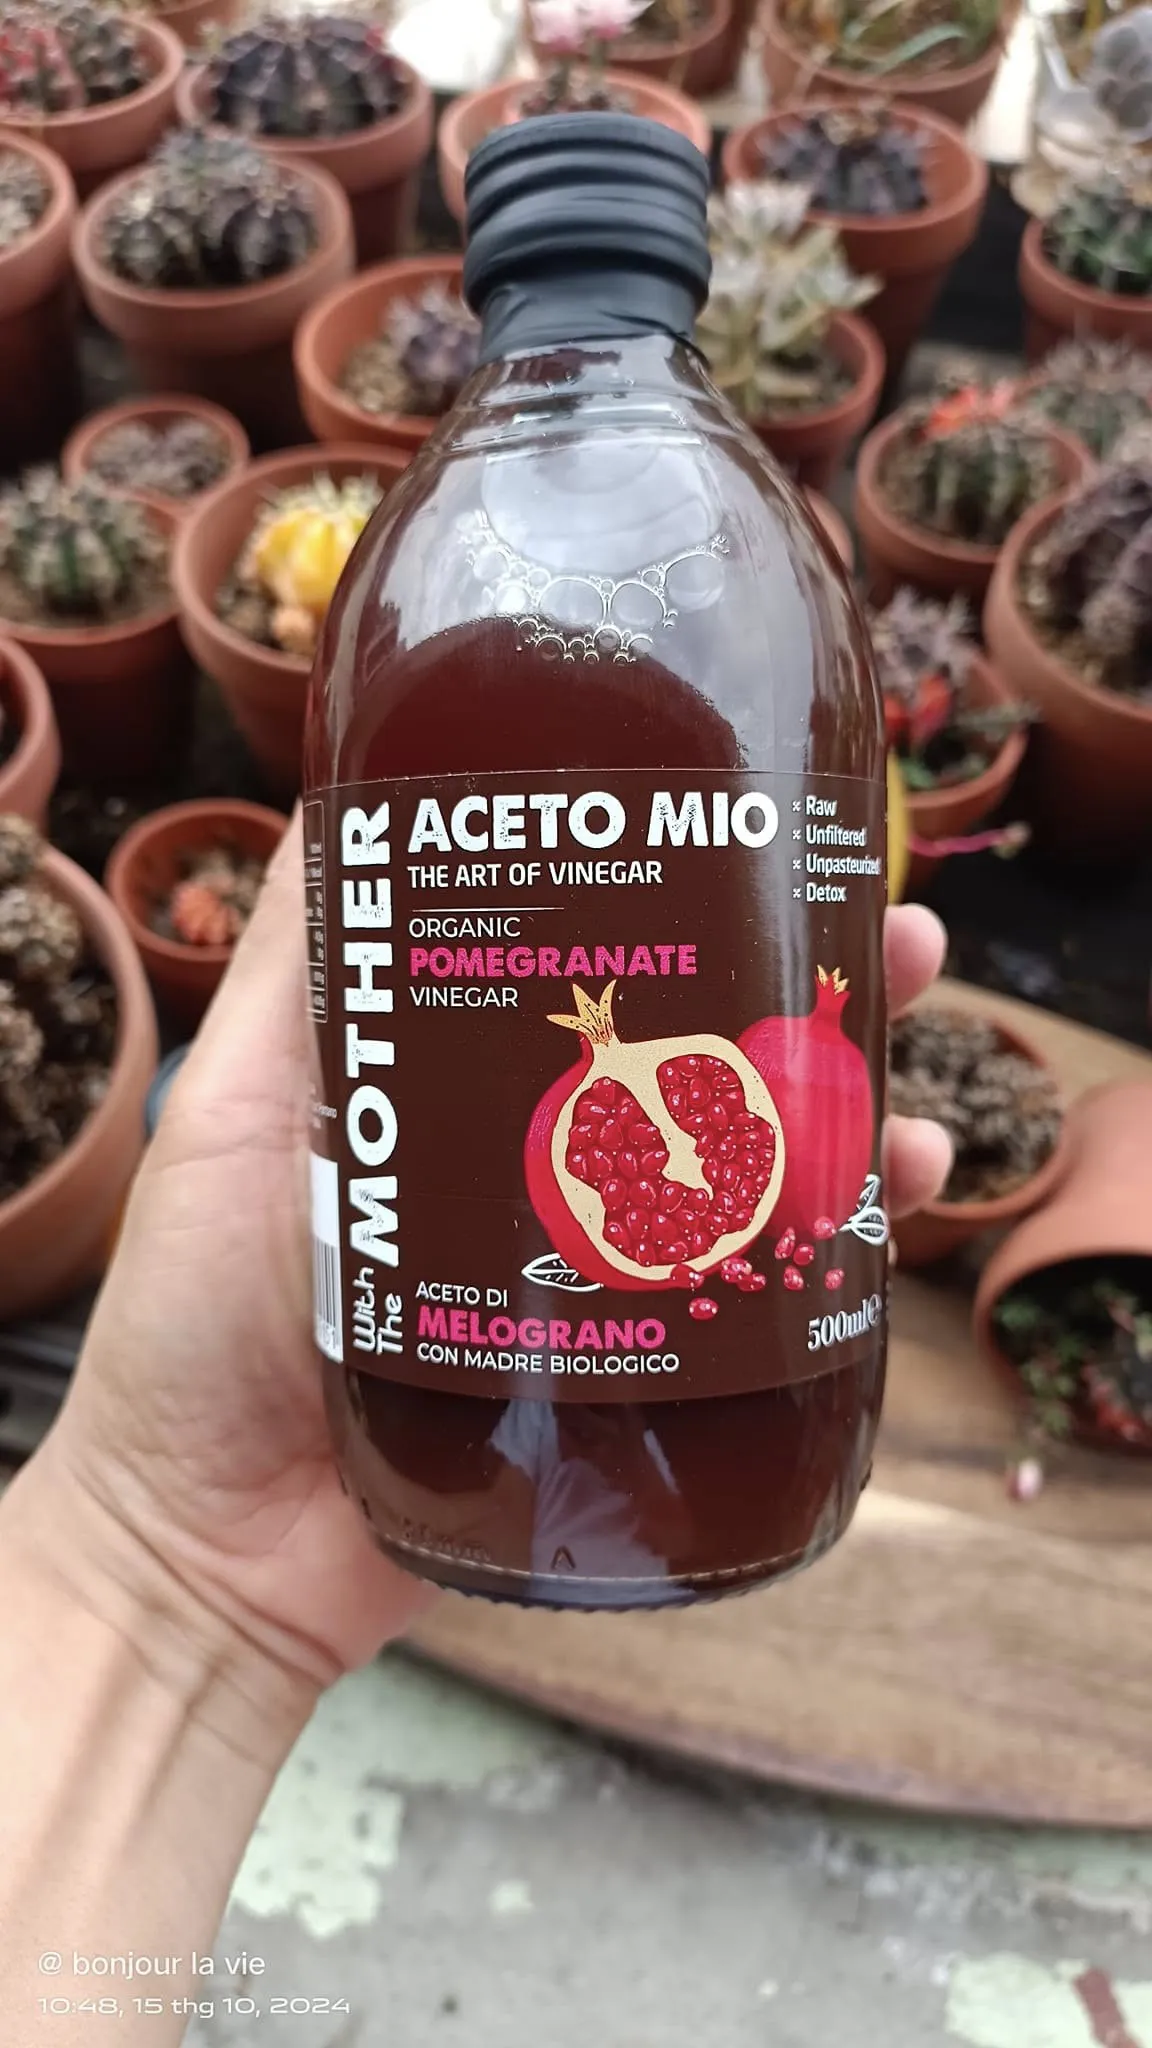 ACETO MIO
THE ART OF VINEGAR
Raw
Unfiltered
Unpasteurized
Detox
ORGANIC
POMEGRANATE
VINEGAR
With The MOTHER
ACETO DI
MELOGRANO
CON MADRE BIOLOGICO
500ml e
@ bonjour la vie
10:48, 15 thg 10, 2024